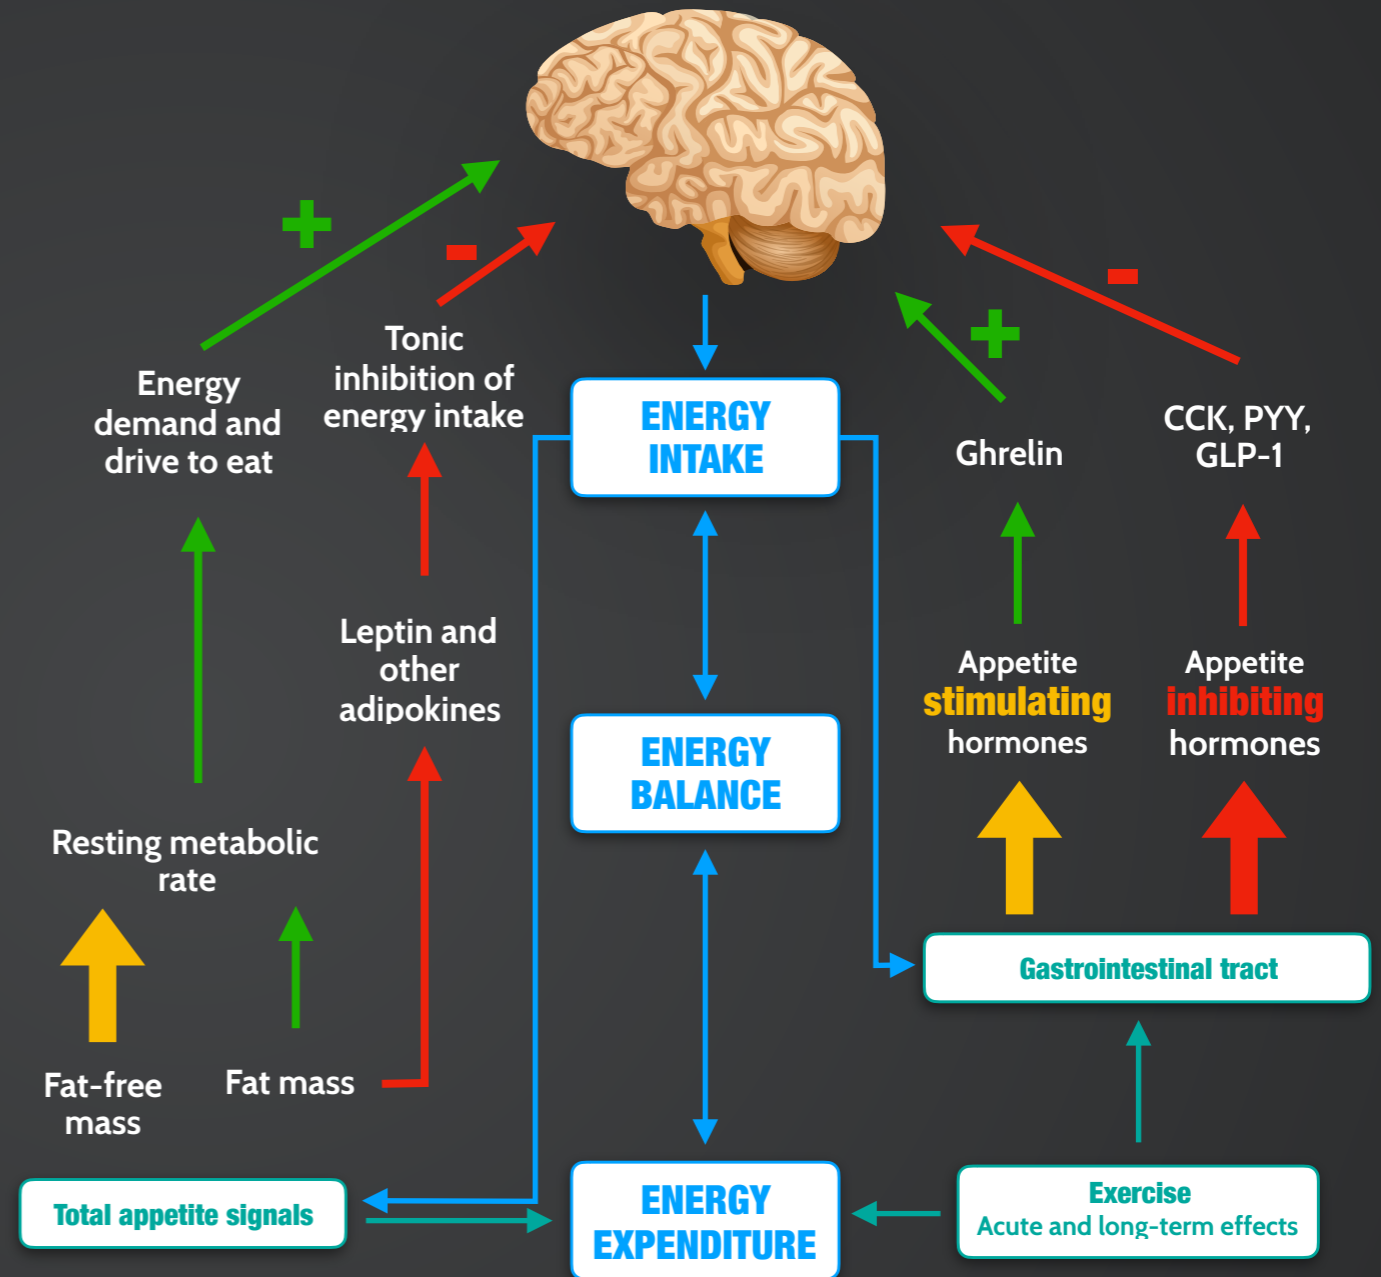 +
-
-
+
Tonic
inhibition of
energy intake
Energy
demand and
drive to eat
ENERGY
INTAKE
Ghrelin
CCK, PYY,
GLP-1
Leptin and
other
adipokines
Appetite
stimulating
hormones
Appetite
inhibiting
hormones
ENERGY
BALANCE
Resting metabolic
rate
Gastrointestinal tract
Fat-free
mass
Fat mass
Total appetite signals
ENERGY
EXPENDITURE
Exercise
Acute and long-term effects